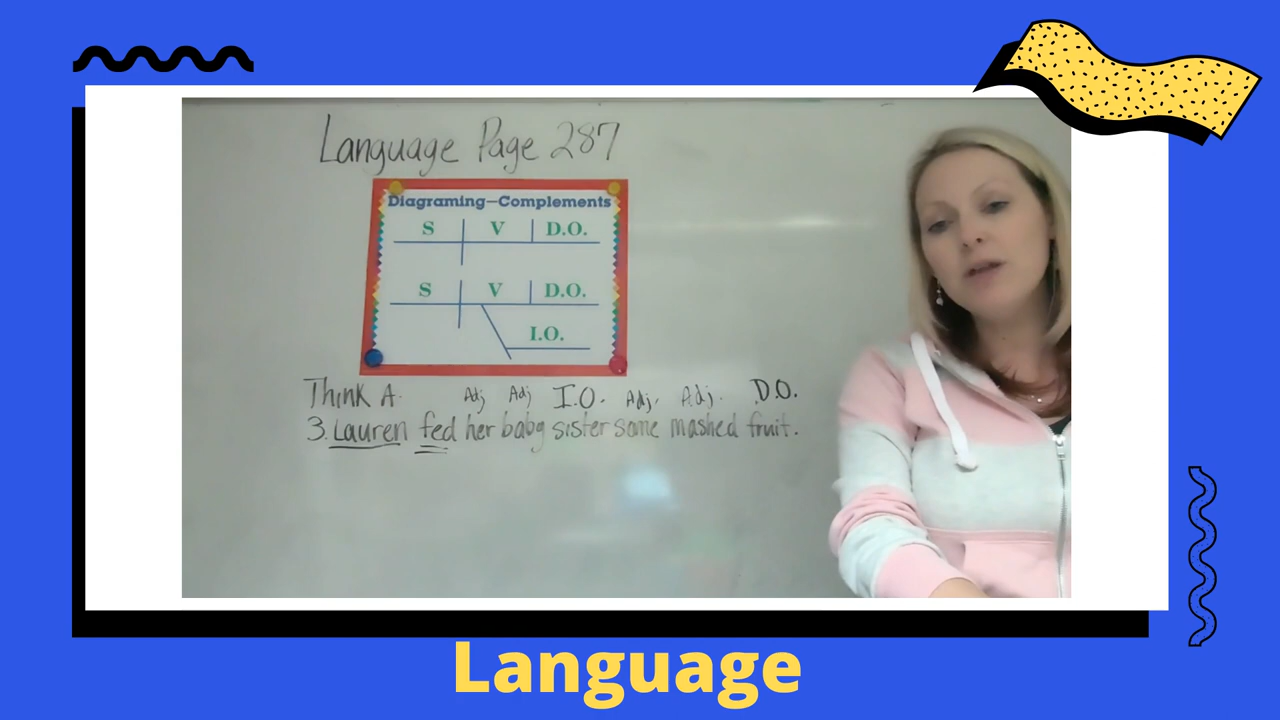 Language Page 287
Diagraming—Complements
S V D.O.
S V D.O.
I.O.
Think A. Adj Adj I.O. Adj. Adj. D.O.
3. Lauren fed her baby sister some mashed fruit.
Language